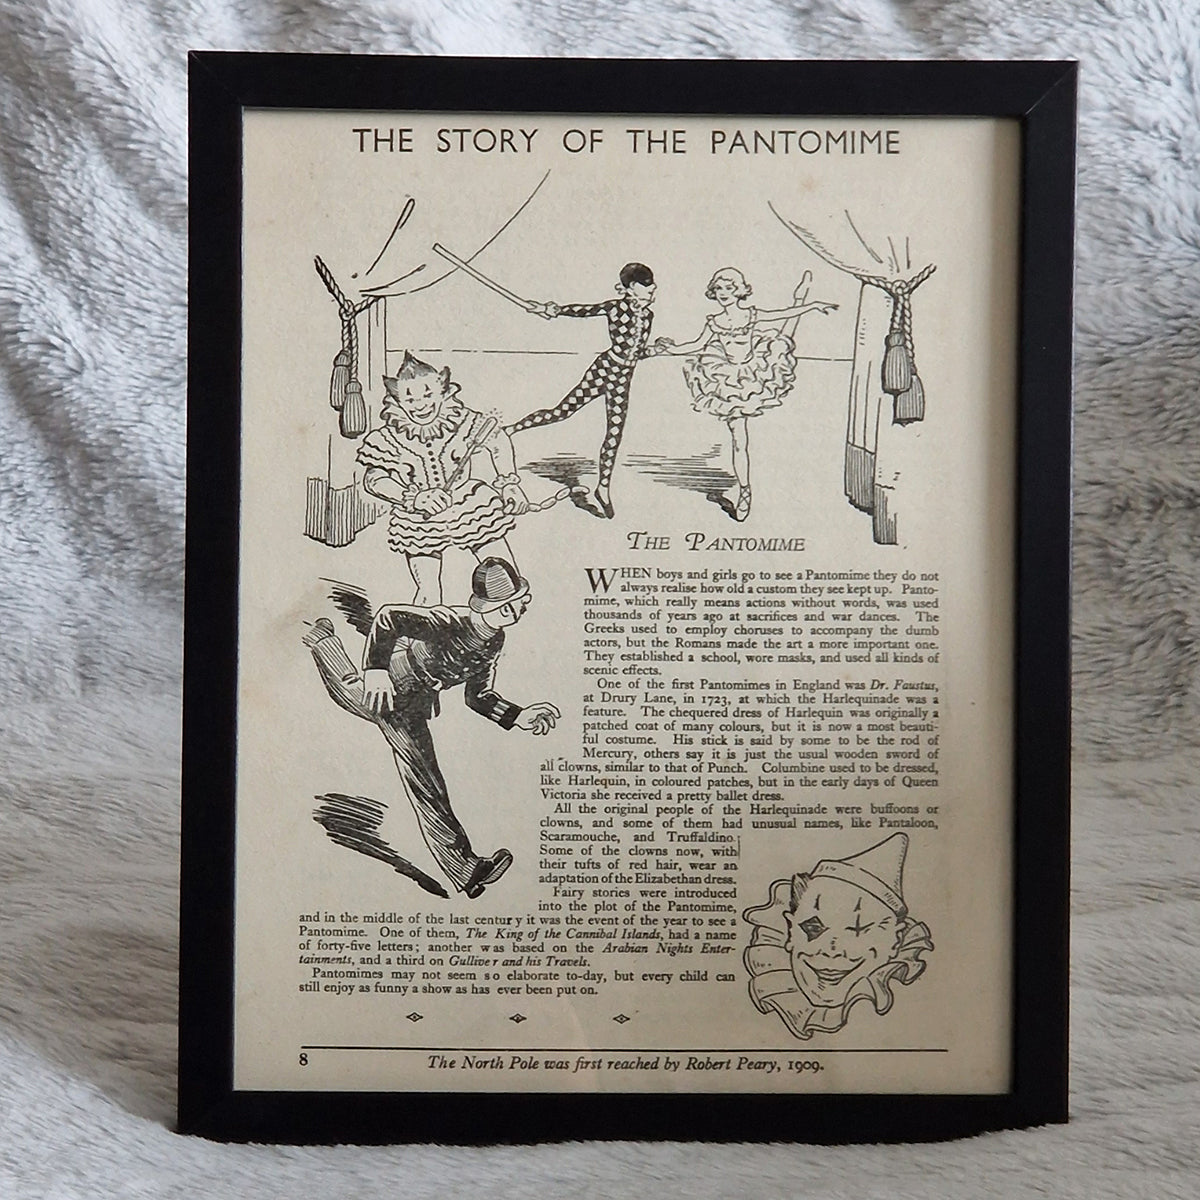 THE STORY OF THE PANTOMIME
THE PANTOMIME
WHEN boys and girls go to see a Pantomime they do not
always realise how old a custom they see kept up. Panto-
mime, which really means actions without words, was used
thousands of years ago at sacrifices and war dances. The
Greeks used to employ choruses to accompany the dumb
actors, but the Romans made the art a more important one.
They established a school, wore masks, and used all kinds of
scenic effects.
One of the first Pantomimes in England was Dr. Faustus,
at Drury Lane, in 1723, at which the Harlequinade was a
feature. The chequered dress of Harlequin was originally a
patched coat of many colours, but it is now a most beauti-
ful costume. His stick is said by some to be the rod of
Mercury, others say it is just the usual wooden sword of
all clowns, similar to that of Punch. Columbine used to be dressed,
like Harlequin, in coloured patches, but in the early days of Queen
Victoria she received a pretty ballet dress.
All the original people of the Harlequinade were buffoons or
clowns, and some of them had unusual names, like Pantaloon,
Scaramouche, and Truffaldino.
Some of the clowns now, with
their tufts of red hair, wear an
adaptation of the Elizabethan dress.
Fairy stories were introduced
into the plot of the Pantomime,
and in the middle of the last century it was the event of the year to see a
Pantomime. One of them, The King of the Cannibal Islands, had a name
of forty-five letters; another was based on the Arabian Nights Enter-
tainments, and a third on Gulliver and his Travels.
Pantomimes may not seem so elaborate to-day, but every child can
still enjoy as funny a show as has ever been put on.
8
The North Pole was first reached by Robert Peary, 1909.